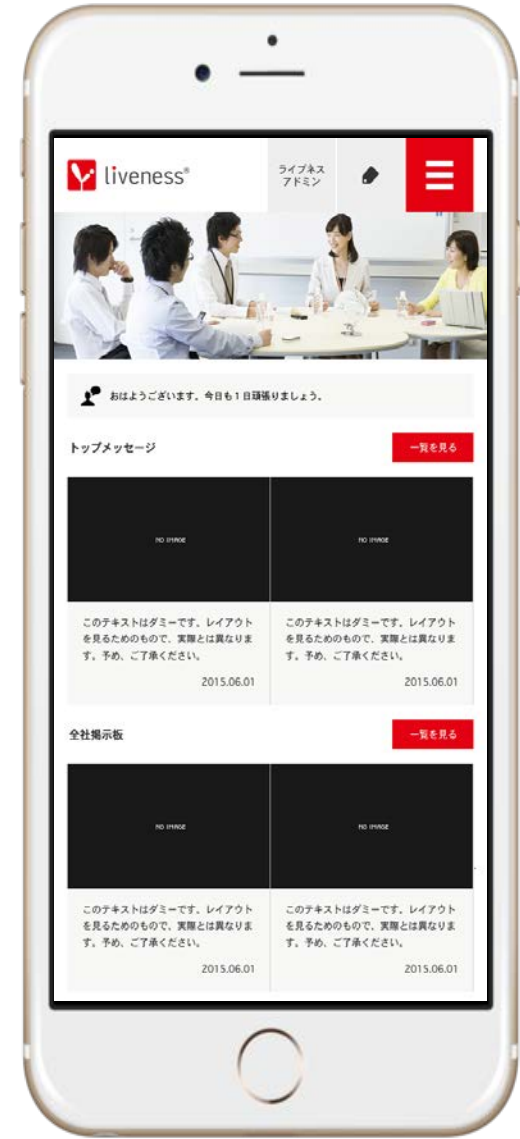 liveness®
ライブネス
アドミン
おはようございます。今日も1日頑張りましょう。
トップメッセージ
一覧を見る
NO IMAGE
NO IMAGE
このテキストはダミーです。レイアウト
を見るためのもので、実際とは異なりま
す。予め、ご了承ください。
2015.06.01
このテキストはダミーです。レイアウト
を見るためのもので、実際とは異なりま
す。予め、ご了承ください。
2015.06.01
全社掲示板
一覧を見る
NO IMAGE
NO IMAGE
このテキストはダミーです。レイアウト
を見るためのもので、実際とは異なりま
す。予め、ご了承ください。
2015.06.01
このテキストはダミーです。レイアウト
を見るためのもので、実際とは異なりま
す。予め、ご了承ください。
2015.06.01